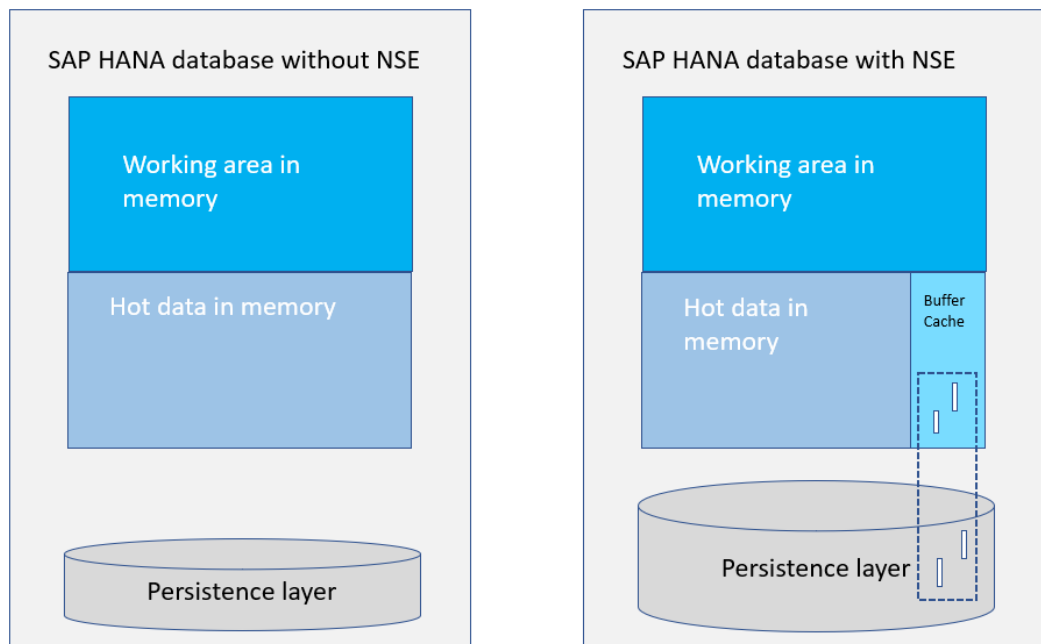 SAP HANA database without NSE
Working area in
memory
Hot data in memory
Persistence layer
SAP HANA database with NSE
Working area in
memory
Hot data in
memory
Buffer
Cache
Persistence layer